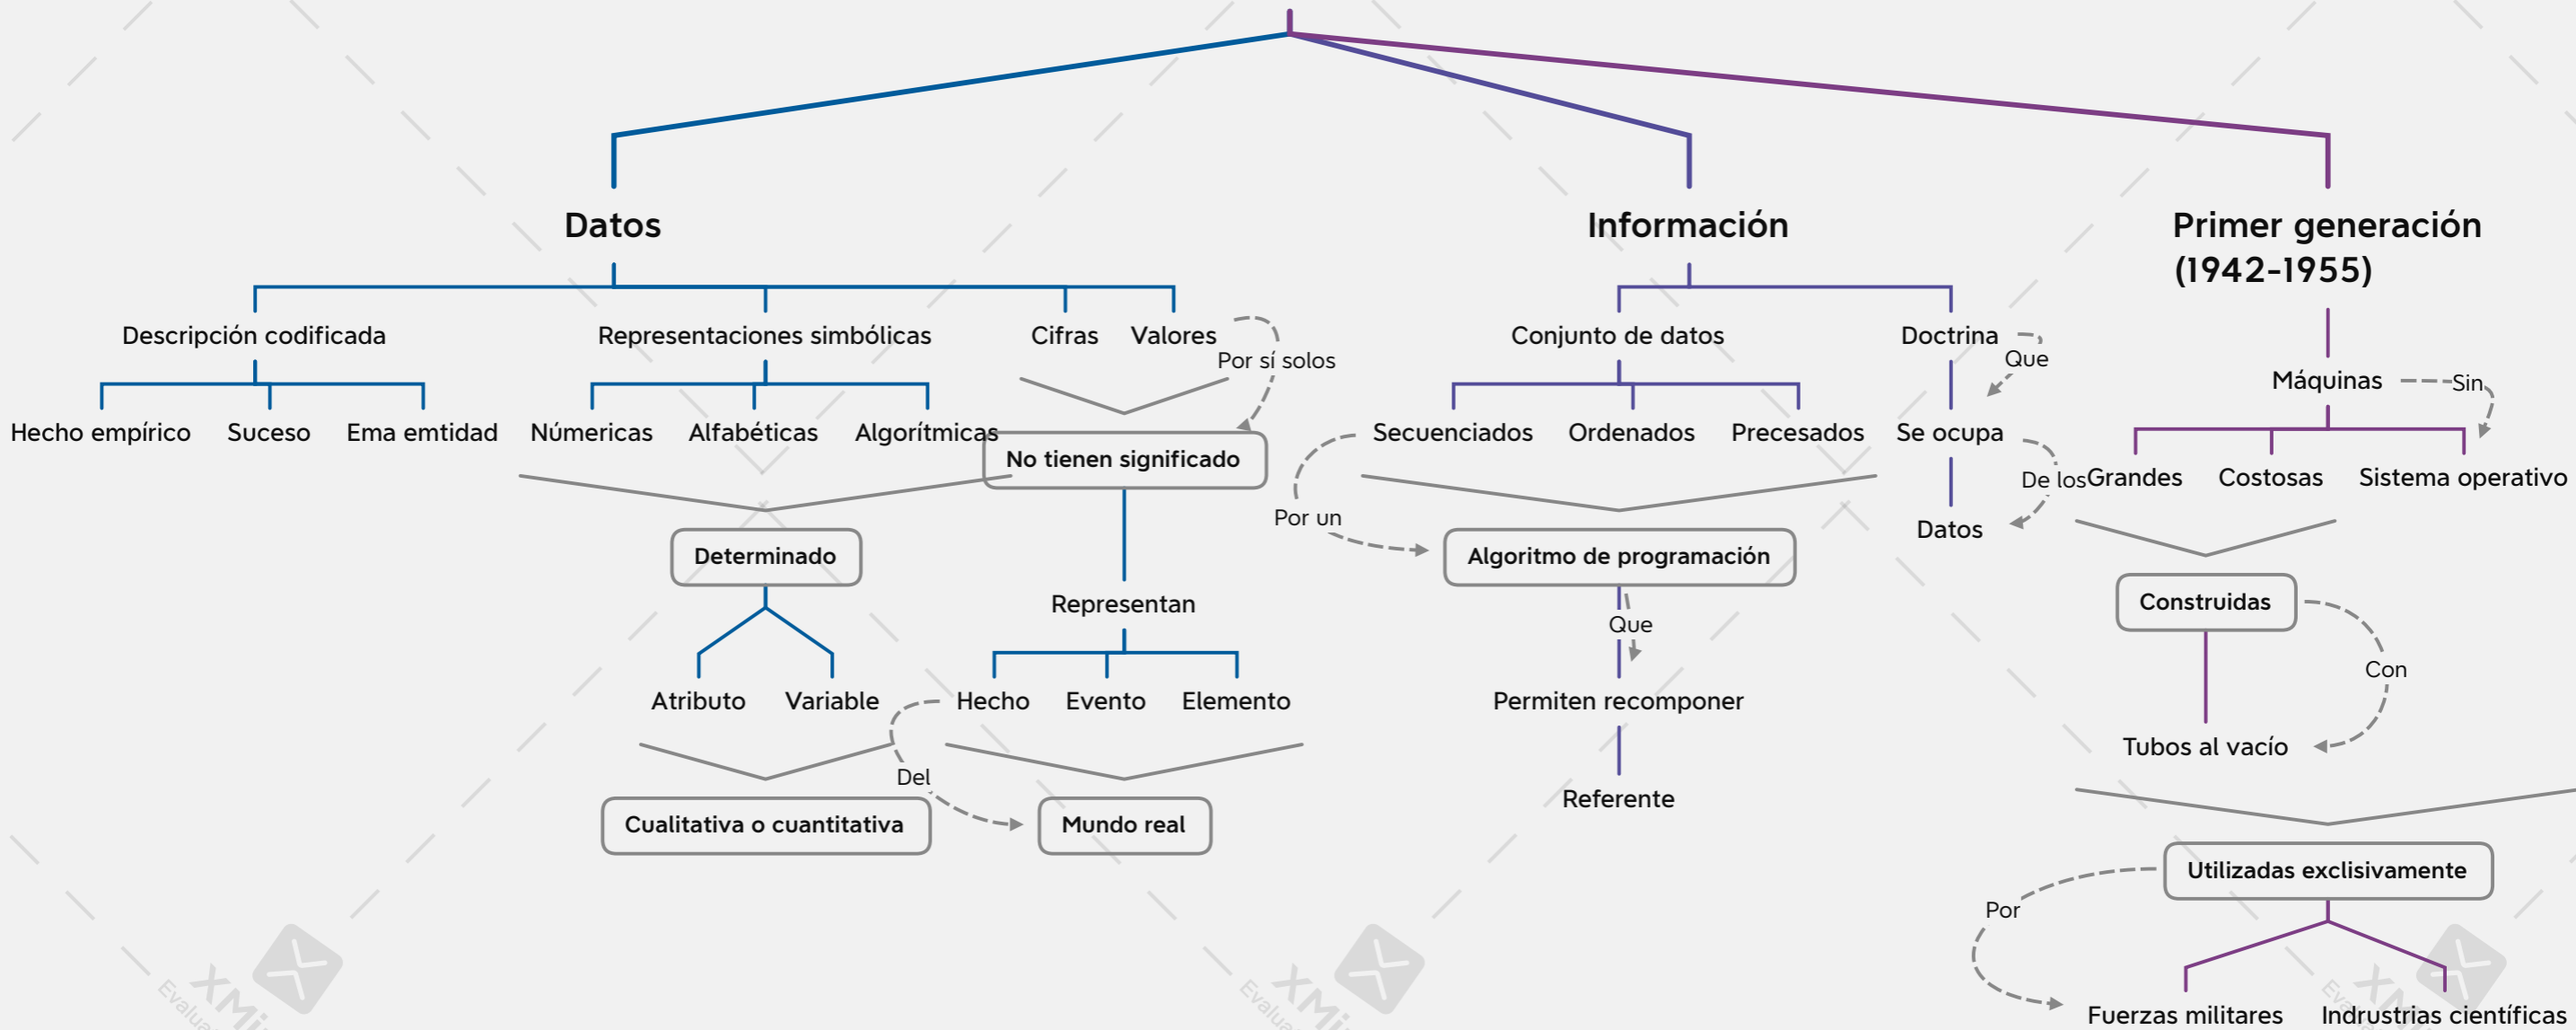 Datos
Información
Primer generación
(1942-1955)
Descripción codificada
Representaciones simbólicas
Cifras
Valores
Por sí solos
Conjunto de datos
Doctrina
Que
Máquinas
Sin
Hecho empírico
Suceso
Ema emtidad
Númericas
Alfabéticas
Algorítmicas
No tienen significado
Secuenciados
Ordenados
Precesados
Se ocupa
De los
Grandes
Costosas
Sistema operativo
Por un
Datos
Determinado
Algoritmo de programación
Construidas
Representan
Que
Con
Atributo
Variable
Hecho
Evento
Elemento
Permiten recomponer
Tubos al vacío
Del
Referente
Cualitativa o cuantitativa
Mundo real
Utilizadas exclisivamente
Por
Fuerzas militares
Indrustrias científicas